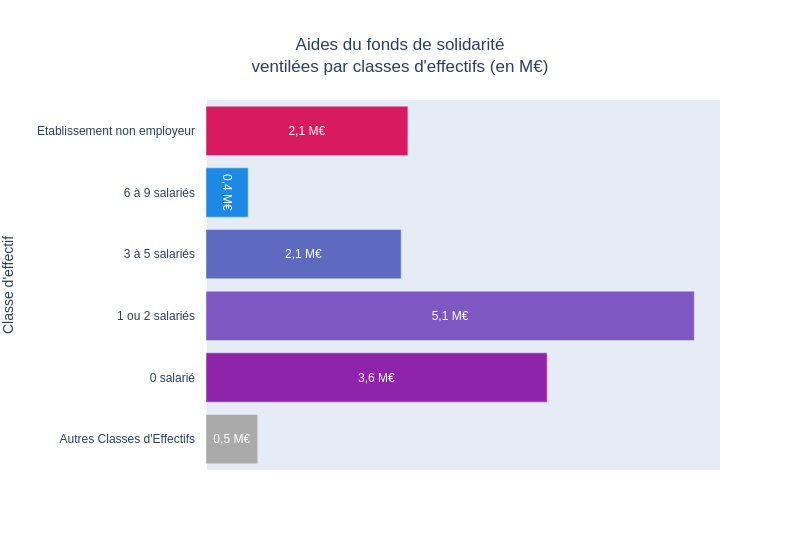 Aides du fonds de solidarité
ventilées par classes d'effectifs (en M€)
Classe d'effectif
Etablissement non employeur
2,1 M€
6 à 9 salariés
0,4 M€
3 à 5 salariés
2,1 M€
1 ou 2 salariés
5,1 M€
0 salarié
3,6 M€
Autres Classes d'Effectifs
0,5 M€